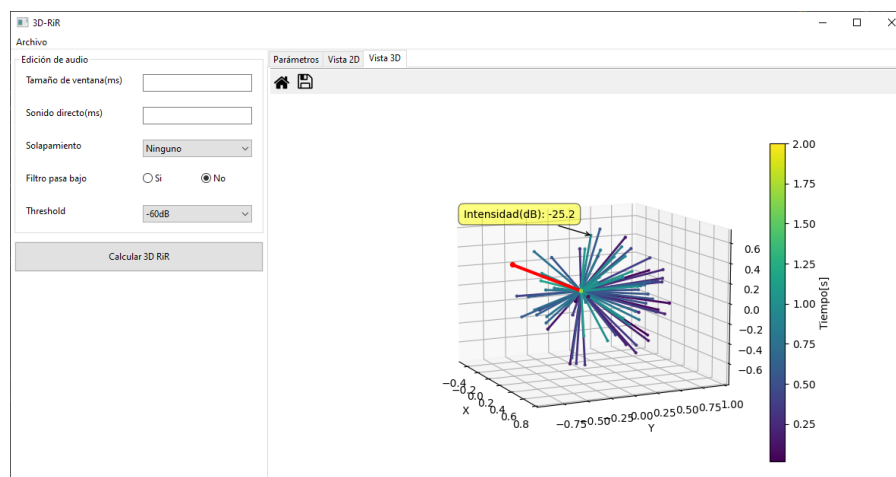 3D-RiR
Archivo
Edición de audio
Tamaño de ventana(ms)
Sonido directo(ms)
Solapamiento
Ninguno
Filtro pasa bajo
Si
No
Threshold
-60dB
Calcular 3D RiR
Parámetros
Vista 2D
Vista 3D
Intensidad(dB): -25.2
2.00
1.75
1.50
1.25
1.00
0.75
0.50
0.25
Tiempo[s]
0.6
0.4
0.2
0.0
−0.2
−0.4
−0.6
−0.4
−0.2
0.0
0.2
0.4
0.6
0.8
X
−0.75
−0.50
−0.25
0.00
0.25
0.50
0.75
1.00
Y